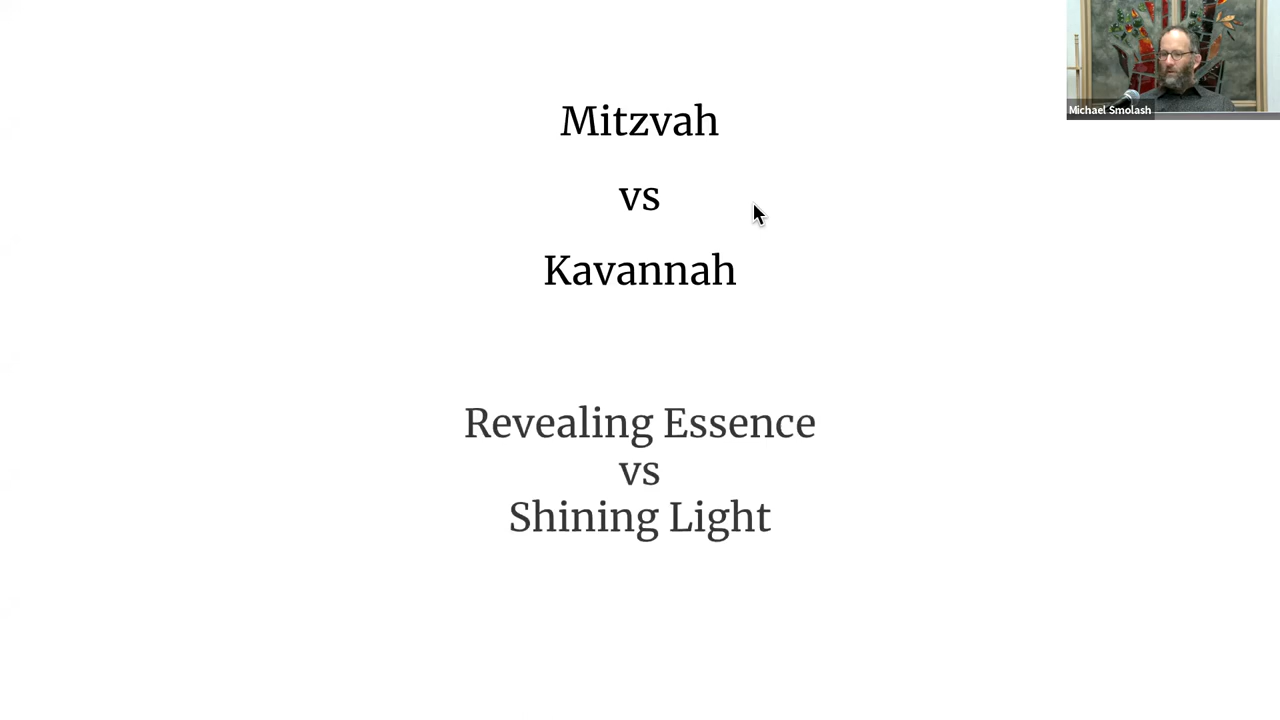 Mitzvah
vs
Kavannah
Revealing Essence
vs
Shining Light
Michael Smolash